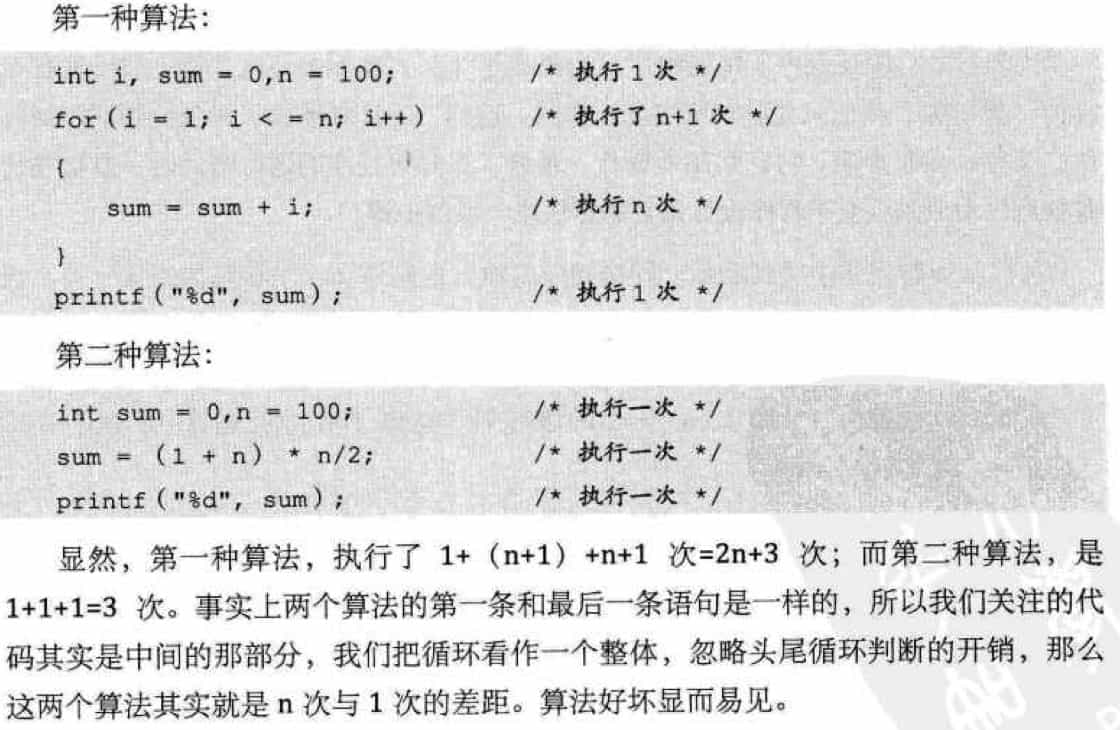 第一种算法:
int i, sum = 0,n = 100; /* 执行1次 */
for(i = 1; i < = n; i++) /* 执行了n+1次 */
{
sum = sum + i; /* 执行n次 */
}
printf("%d", sum); /* 执行1次 */
第二种算法:
int sum = 0,n = 100; /* 执行一次 */
sum = (1 + n) * n/2; /* 执行一次 */
printf("%d", sum); /* 执行一次 */
显然，第一种算法，执行了 1+（n+1）+n+1 次=2n+3 次；而第二种算法，是
1+1+1=3 次。事实上两个算法的第一条和最后一条语句是一样的，所以我们关注的代
码其实是中间的那部分，我们把循环看作一个整体，忽略头尾循环判断的开销，那么
这两个算法其实就是 n 次与 1 次的差距。算法好坏显而易见。